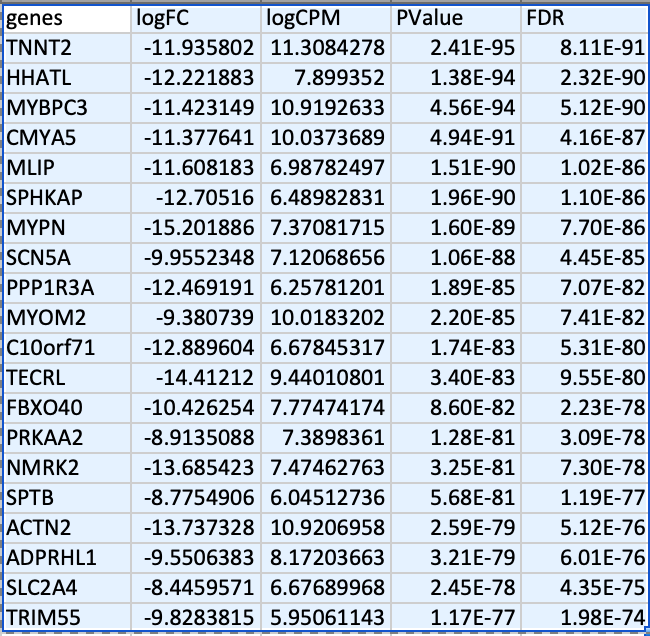 genes logFC logCPM PValue FDR
TNNT2 -11.935802 11.3084278 2.41E-95 8.11E-91
HHATL -12.221883 7.899352 1.38E-94 2.32E-90
MYBPC3 -11.423149 10.9192633 4.56E-94 5.12E-90
CMYA5 -11.377641 10.0373689 4.94E-91 4.16E-87
MLIP -11.608183 6.98782497 1.51E-90 1.02E-86
SPHKAP -12.70516 6.48982831 1.96E-90 1.10E-86
MYPN -15.201886 7.37081715 1.60E-89 7.70E-86
SCN5A -9.9552348 7.12068656 1.06E-88 4.45E-85
PPP1R3A -12.469191 6.25781201 1.89E-85 7.07E-82
MYOM2 -9.380739 10.0183202 2.20E-85 7.41E-82
C10orf71 -12.889604 6.67845317 1.74E-83 5.31E-80
TECRL -14.41212 9.44010801 3.40E-83 9.55E-80
FBXO40 -10.426254 7.77474174 8.60E-82 2.23E-78
PRKAA2 -8.9135088 7.3898361 1.28E-81 3.09E-78
NMRK2 -13.685423 7.47462763 3.25E-81 7.30E-78
SPTB -8.7754906 6.04512736 5.68E-81 1.19E-77
ACTN2 -13.737328 10.9206958 2.59E-79 5.12E-76
ADPRHL1 -9.5506383 8.17203663 3.21E-79 6.01E-76
SLC2A4 -8.4459571 6.67689968 2.45E-78 4.35E-75
TRIM55 -9.8283815 5.95061143 1.17E-77 1.98E-74